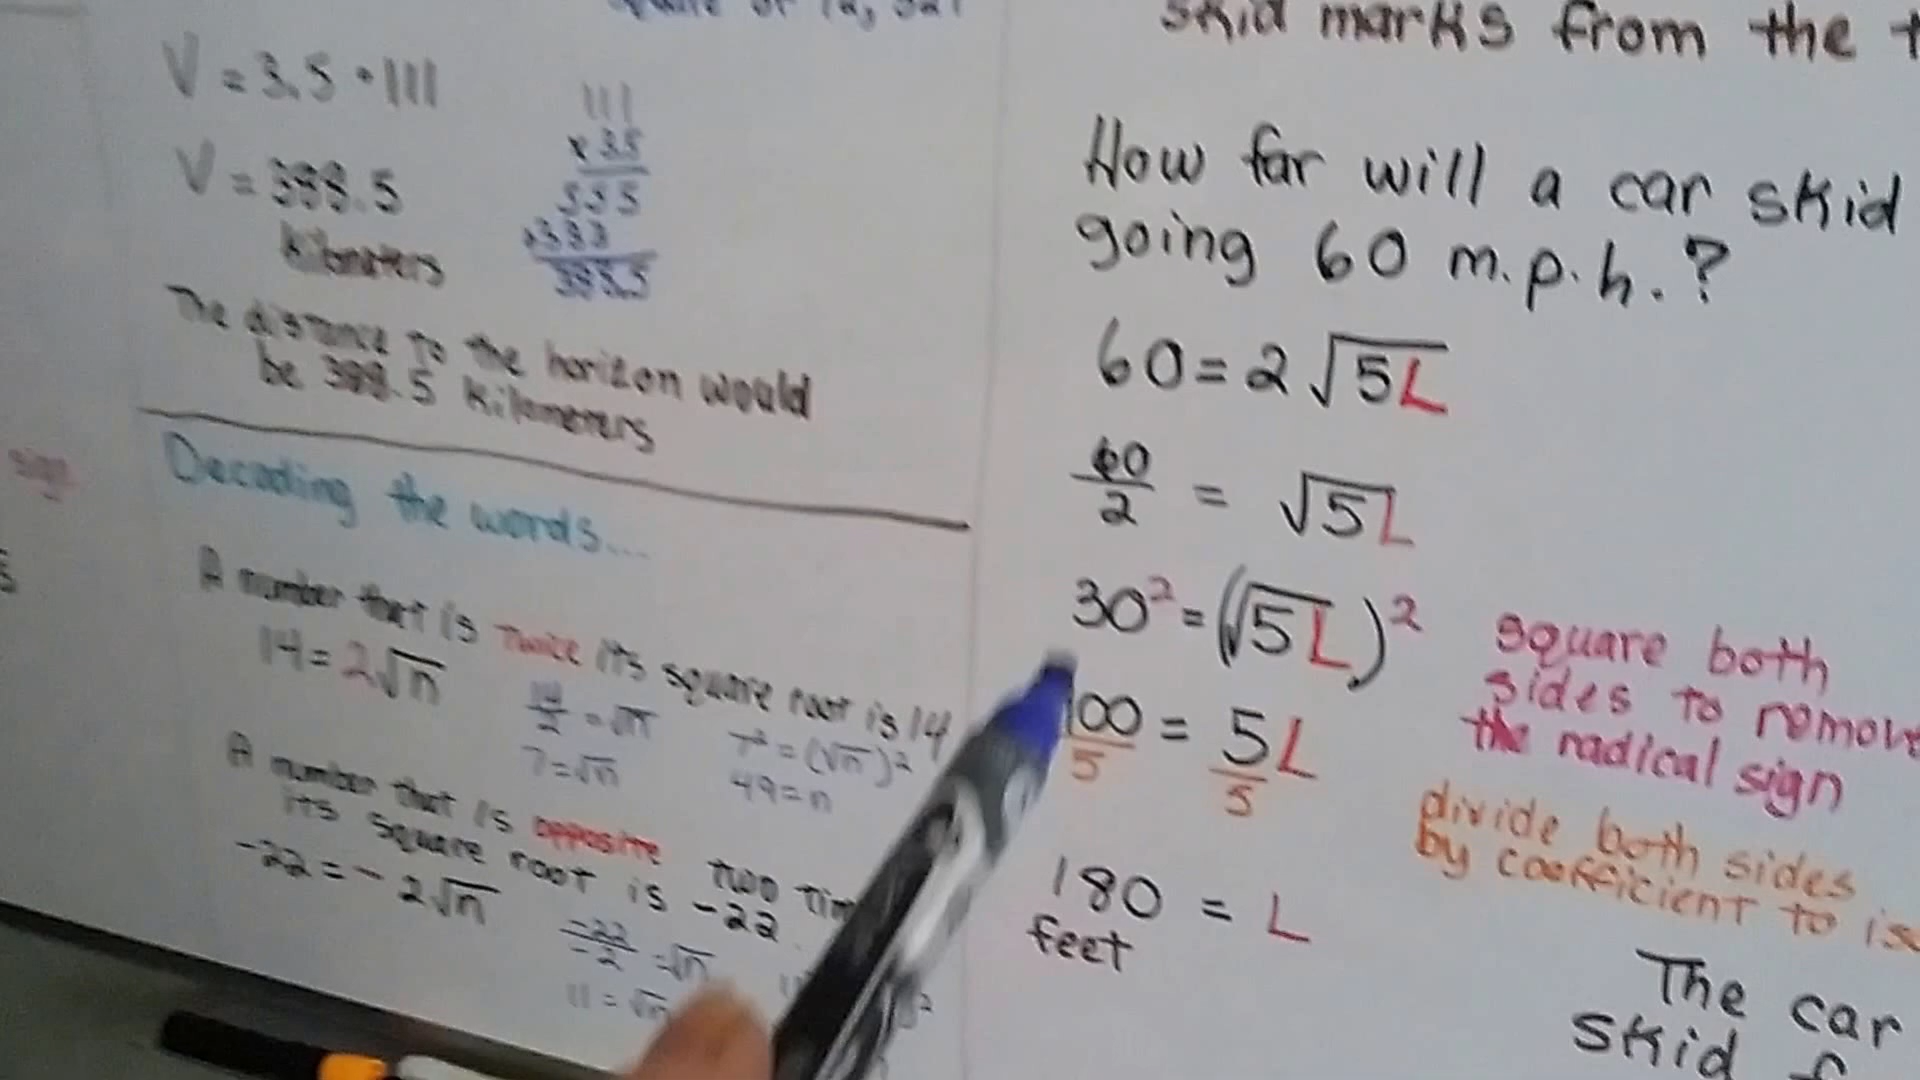 V = 3.5 • 111
111
x 3.5
555
+333
388.5
V = 388.5
kilometers
The distance to the horizon would
be 388.5 kilometers
sign
Decoding the words...
A number that is twice its square root is 14
14 = 2√n
14/2 = √n
7 = √n
7² = (√n)²
49 = n
A number that is opposite two
its square root is -22
-22 = - 2√n
-22/-2 = √n
11 = √n
skid marks from the
How far will a car skid
going 60 m.p.h.?
60 = 2√5L
60/2 = √5L
30² = (√5L)²
square both
sides to remove
the radical sign
00/5 = 5L/5
divide both sides
by coefficient to
180 = L
feet
The car
skid